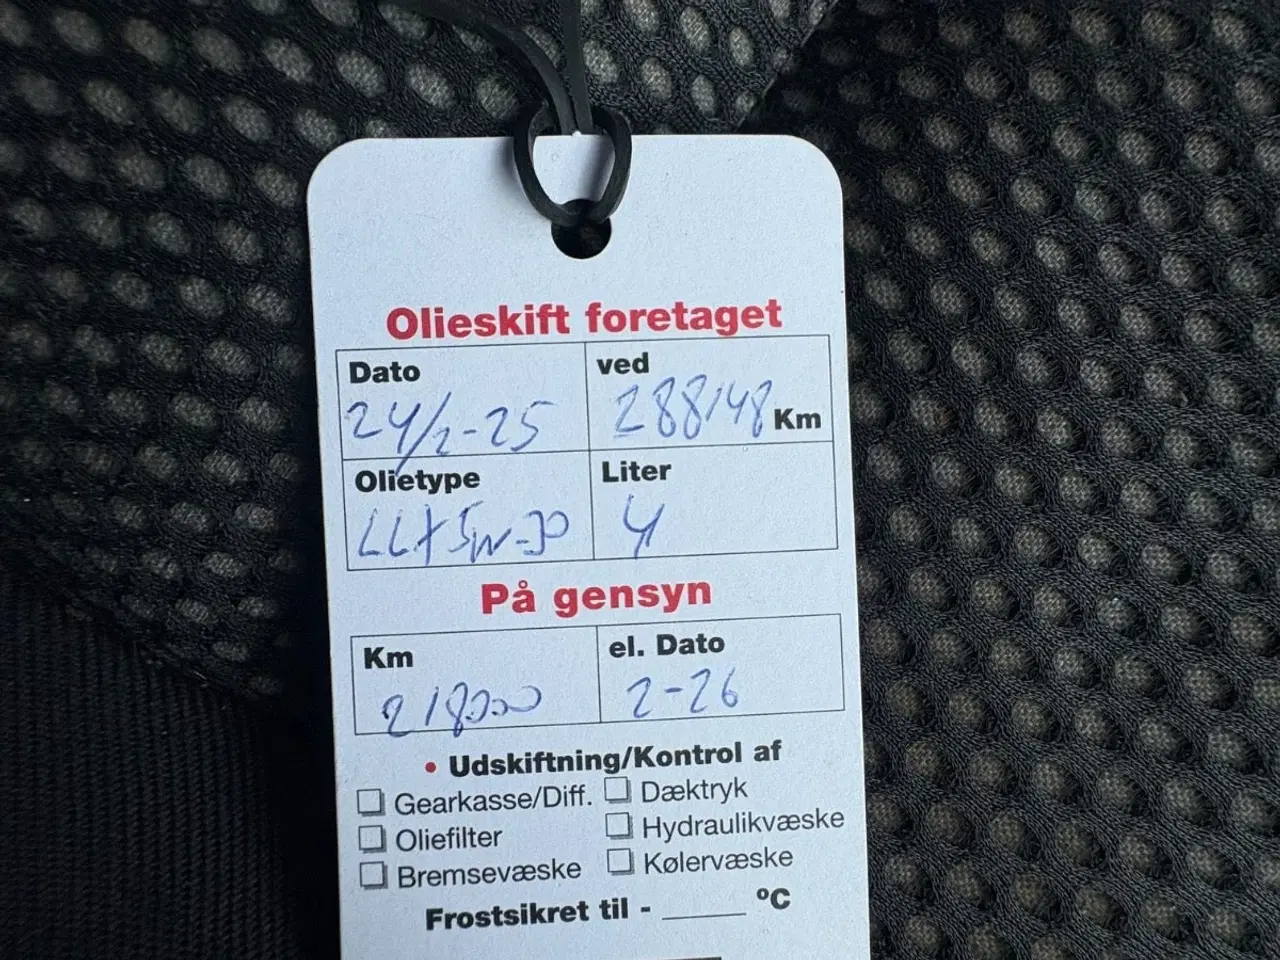 Olieskift foretaget
Dato ved
24/2-25 288148 Km
Olietype Liter
LL+ 5W-30 4
På gensyn
Km el. Dato
218000 2-26
• Udskiftning/Kontrol af
Gearkasse/Diff. Dæktryk
Oliefilter Hydraulikvæske
Bremsevæske Kølervæske
Frostsikret til - _____ °C